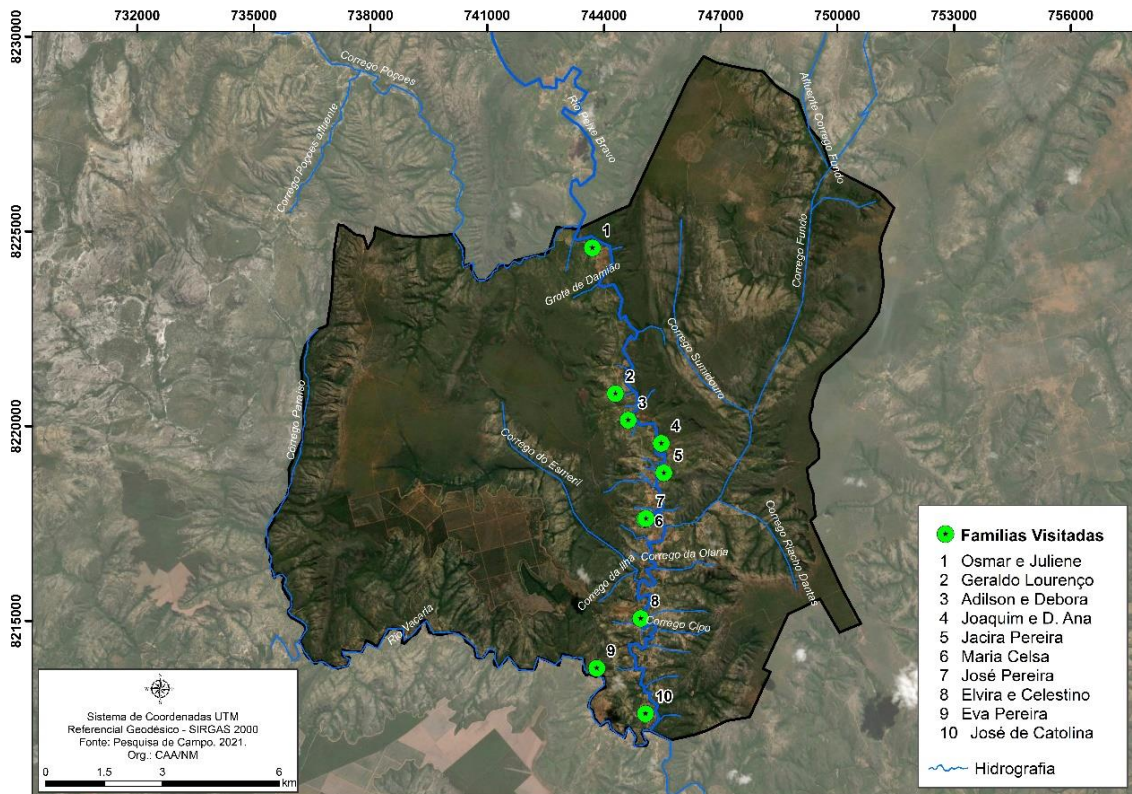 732000 735000 738000 741000 744000 747000 750000 753000 756000
8230000
8225000
8220000
8215000
Corrego Poçoes
Corrego Poçoes afluente
Rio Peixe Bravo
Afluente Corrego Fundo
Corrego Fundo
1
Grota de Damião
Corrego Sumidouro
Corrego Paraiso
2
3
4
5
Corrego do Esmeril
7
6
Corrego da Oluria
Corrego da Ilha
Corrego Riacho Dantas
8
Corrego Cipo
Rio Vacaria
9
10
Famílias Visitadas
1 Osmar e Juliene
2 Geraldo Lourenço
3 Adilson e Debora
4 Joaquim e D. Ana
5 Jacira Pereira
6 Maria Celsa
7 José Pereira
8 Elvira e Celestino
9 Eva Pereira
10 José de Catolina
Hidrografia
Sistema de Coordenadas UTM
Referencial Geodésico - SIRGAS 2000
Fonte: Pesquisa de Campo. 2021.
Org.: CAA/NM
0 1.5 3 6
km